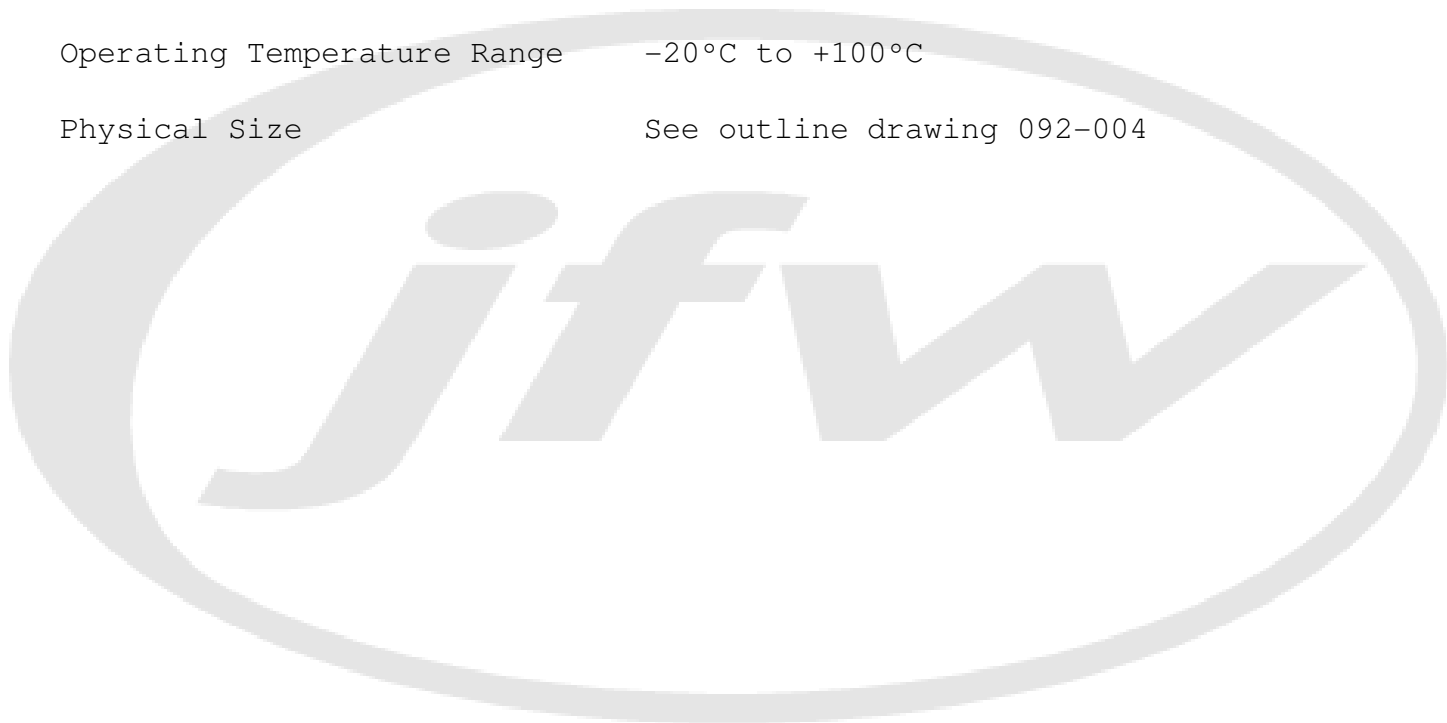 Operating Temperature Range -20°C to +100°C
Physical Size See outline drawing 092-004
jfw